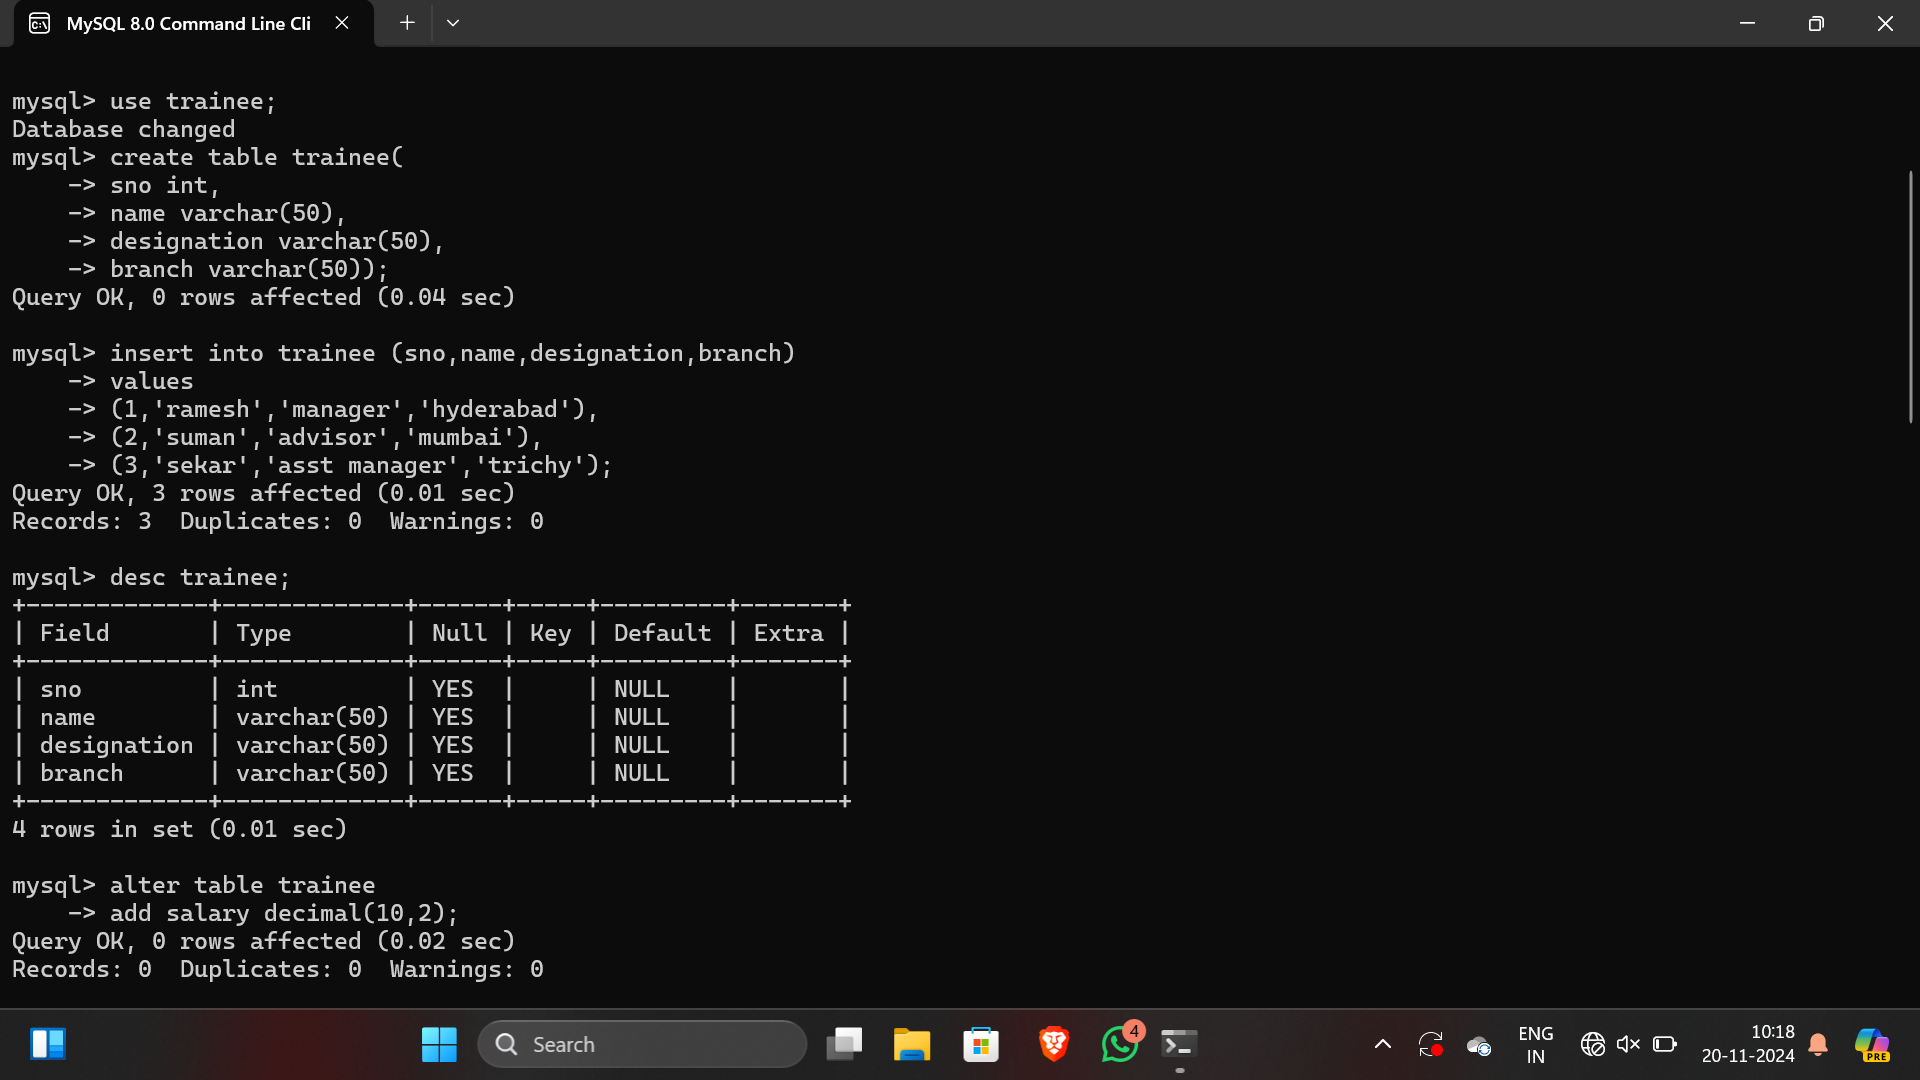 MySQL 8.0 Command Line Cli
mysql> use trainee;
Database changed
mysql> create table trainee(
    -> sno int,
    -> name varchar(50),
    -> designation varchar(50),
    -> branch varchar(50));
Query OK, 0 rows affected (0.04 sec)
mysql> insert into trainee (sno,name,designation,branch)
    -> values
    -> (1,'ramesh','manager','hyderabad'),
    -> (2,'suman','advisor','mumbai'),
    -> (3,'sekar','asst manager','trichy');
Query OK, 3 rows affected (0.01 sec)
Records: 3  Duplicates: 0  Warnings: 0
mysql> desc trainee;
+-------------+-------------+------+-----+---------+-------+
| Field       | Type        | Null | Key | Default | Extra |
+-------------+-------------+------+-----+---------+-------+
| sno         | int         | YES  |     | NULL    |       |
| name        | varchar(50) | YES  |     | NULL    |       |
| designation | varchar(50) | YES  |     | NULL    |       |
| branch      | varchar(50) | YES  |     | NULL    |       |
+-------------+-------------+------+-----+---------+-------+
4 rows in set (0.01 sec)
mysql> alter table trainee
    -> add salary decimal(10,2);
Query OK, 0 rows affected (0.02 sec)
Records: 0  Duplicates: 0  Warnings: 0
Search
4
ENG
IN
10:18
20-11-2024
PRE